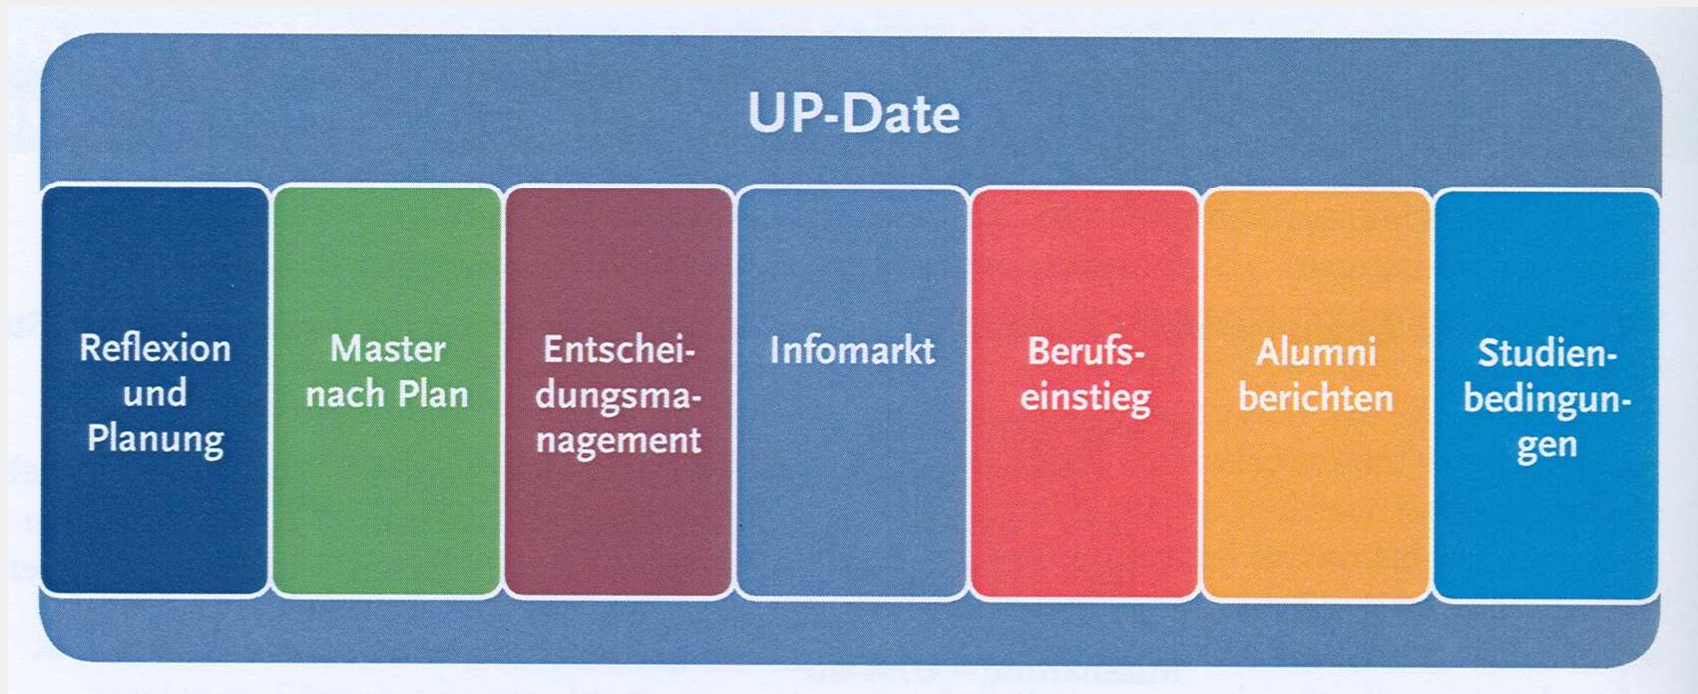 UP-Date
Reflexion
und
Planung
Master
nach Plan
Entschei-
dungsma-
nagement
Infomarkt
Berufs-
einstieg
Alumni
berichten
Studien-
bedingun-
gen